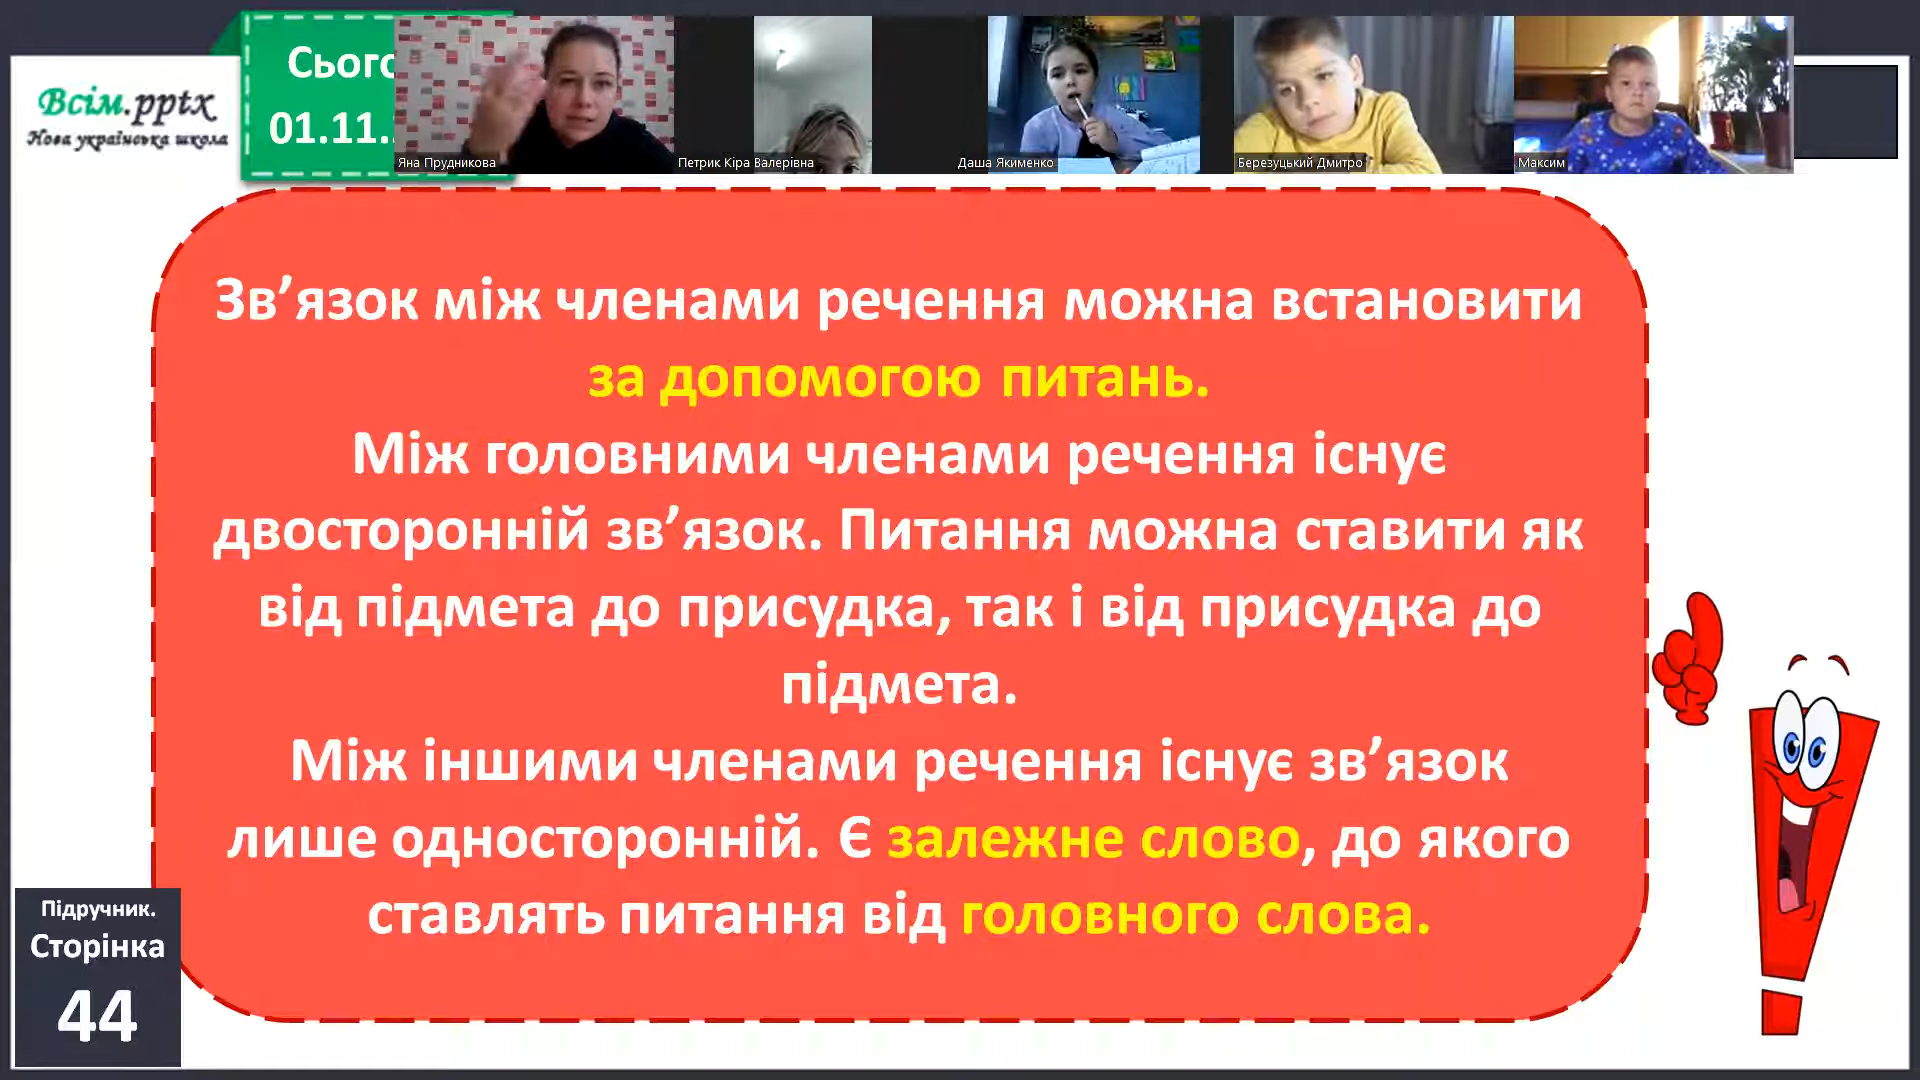 Всім.pptx
Нова українська школа
Сього
01.11.
Яна Прудникова
Петрик Кіра Валерівна
Даша Якименко
Березуцький Дмитро
Максим
Зв’язок між членами речення можна встановити
за допомогою питань.
Між головними членами речення існує
двосторонній зв’язок. Питання можна ставити як
від підмета до присудка, так і від присудка до
підмета.
Між іншими членами речення існує зв’язок
лише односторонній. Є залежне слово, до якого
ставлять питання від головного слова.
Підручник.
Сторінка
44